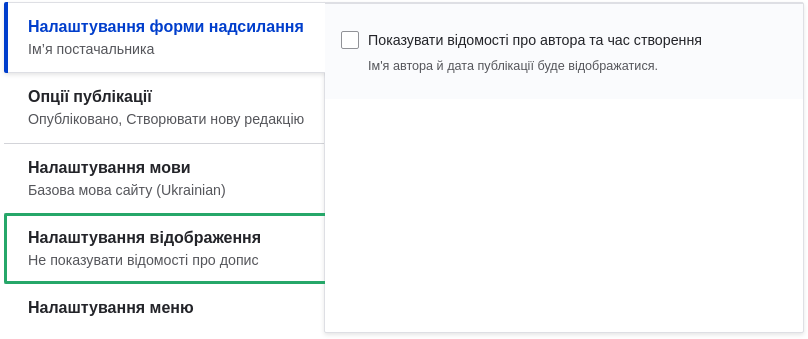 Налаштування форми надсилання
Ім’я постачальника
Опції публікації
Опубліковано, Створювати нову редакцію
Налаштування мови
Базова мова сайту (Ukrainian)
Налаштування відображення
Не показувати відомості про допис
Налаштування меню
Показувати відомості про автора та час створення
Ім'я автора й дата публікації буде відображатися.